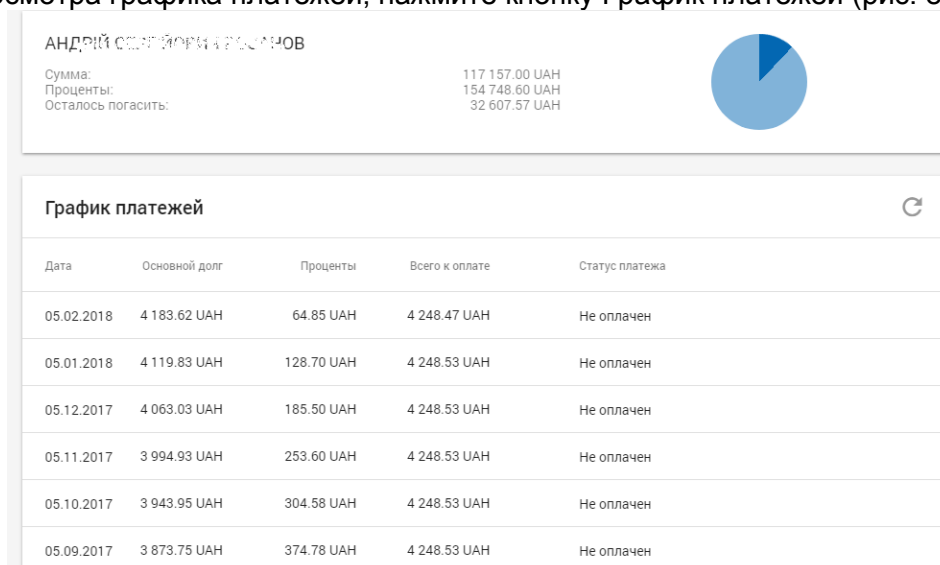 смотра графика платежей, нажмите кнопку График платежей (рис.
АНДРІЙ
Сумма: 117 157.00 UAH
Проценты: 154 748.60 UAH
Осталось погасить: 32 607.57 UAH
График платежей
Дата Основной долг Проценты Всего к оплате Статус платежа
05.02.2018 4 183.62 UAH 64.85 UAH 4 248.47 UAH Не оплачен
05.01.2018 4 119.83 UAH 128.70 UAH 4 248.53 UAH Не оплачен
05.12.2017 4 063.03 UAH 185.50 UAH 4 248.53 UAH Не оплачен
05.11.2017 3 994.93 UAH 253.60 UAH 4 248.53 UAH Не оплачен
05.10.2017 3 943.95 UAH 304.58 UAH 4 248.53 UAH Не оплачен
05.09.2017 3 873.75 UAH 374.78 UAH 4 248.53 UAH Не оплачен